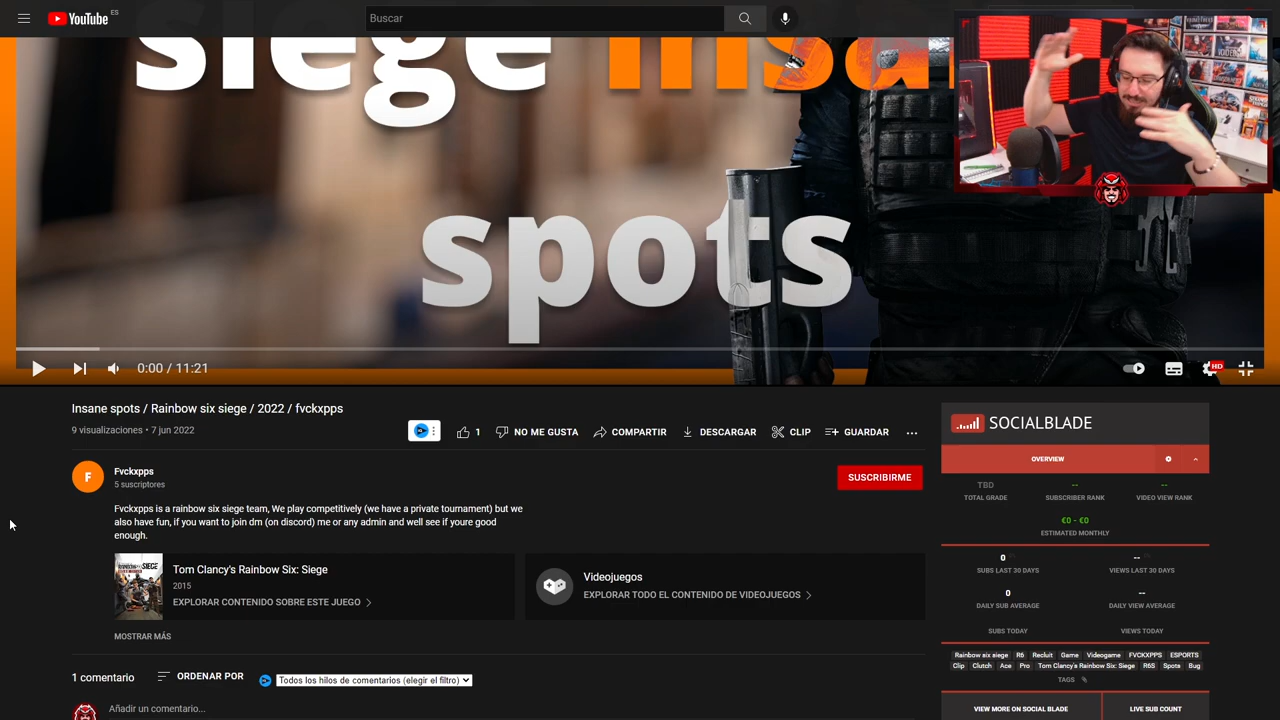 YouTube ES
Buscar
siege insa
spots
0:00 / 11:21
HD
Insane spots / Rainbow six siege / 2022 / fvckxpps
9 visualizaciones • 7 jun 2022
1
NO ME GUSTA
COMPARTIR
DESCARGAR
CLIP
GUARDAR
F
Fvckxpps
5 suscriptores
SUSCRIBIRME
Fvckxpps is a rainbow six siege team, We play competitively (we have a private tournament) but we
also have fun, if you want to join dm (on discord) me or any admin and well see if youre good
enough.
SIEGE
Tom Clancy's Rainbow Six: Siege
2015
EXPLORAR CONTENIDO SOBRE ESTE JUEGO
Videojuegos
EXPLORAR TODO EL CONTENIDO DE VIDEOJUEGOS
MOSTRAR MÁS
1 comentario
ORDENAR POR
Todos los hilos de comentarios (elegir el filtro)
Añadir un comentario...
SOCIALBLADE
OVERVIEW
TBD -- --
TOTAL GRADE SUBSCRIBER RANK VIDEO VIEW RANK
€0 - €0
ESTIMATED MONTHLY
0 --
SUBS LAST 30 DAYS VIEWS LAST 30 DAYS
0 --
DAILY SUB AVERAGE DAILY VIEW AVERAGE
SUBS TODAY VIEWS TODAY
Rainbow six siege R6 Recluit Game Videogame FVCKXPPS ESPORTS
Clip Clutch Ace Pro Tom Clancy's Rainbow Six: Siege R6S Spots Bug
TAGS
VIEW MORE ON SOCIAL BLADE LIVE SUB COUNT